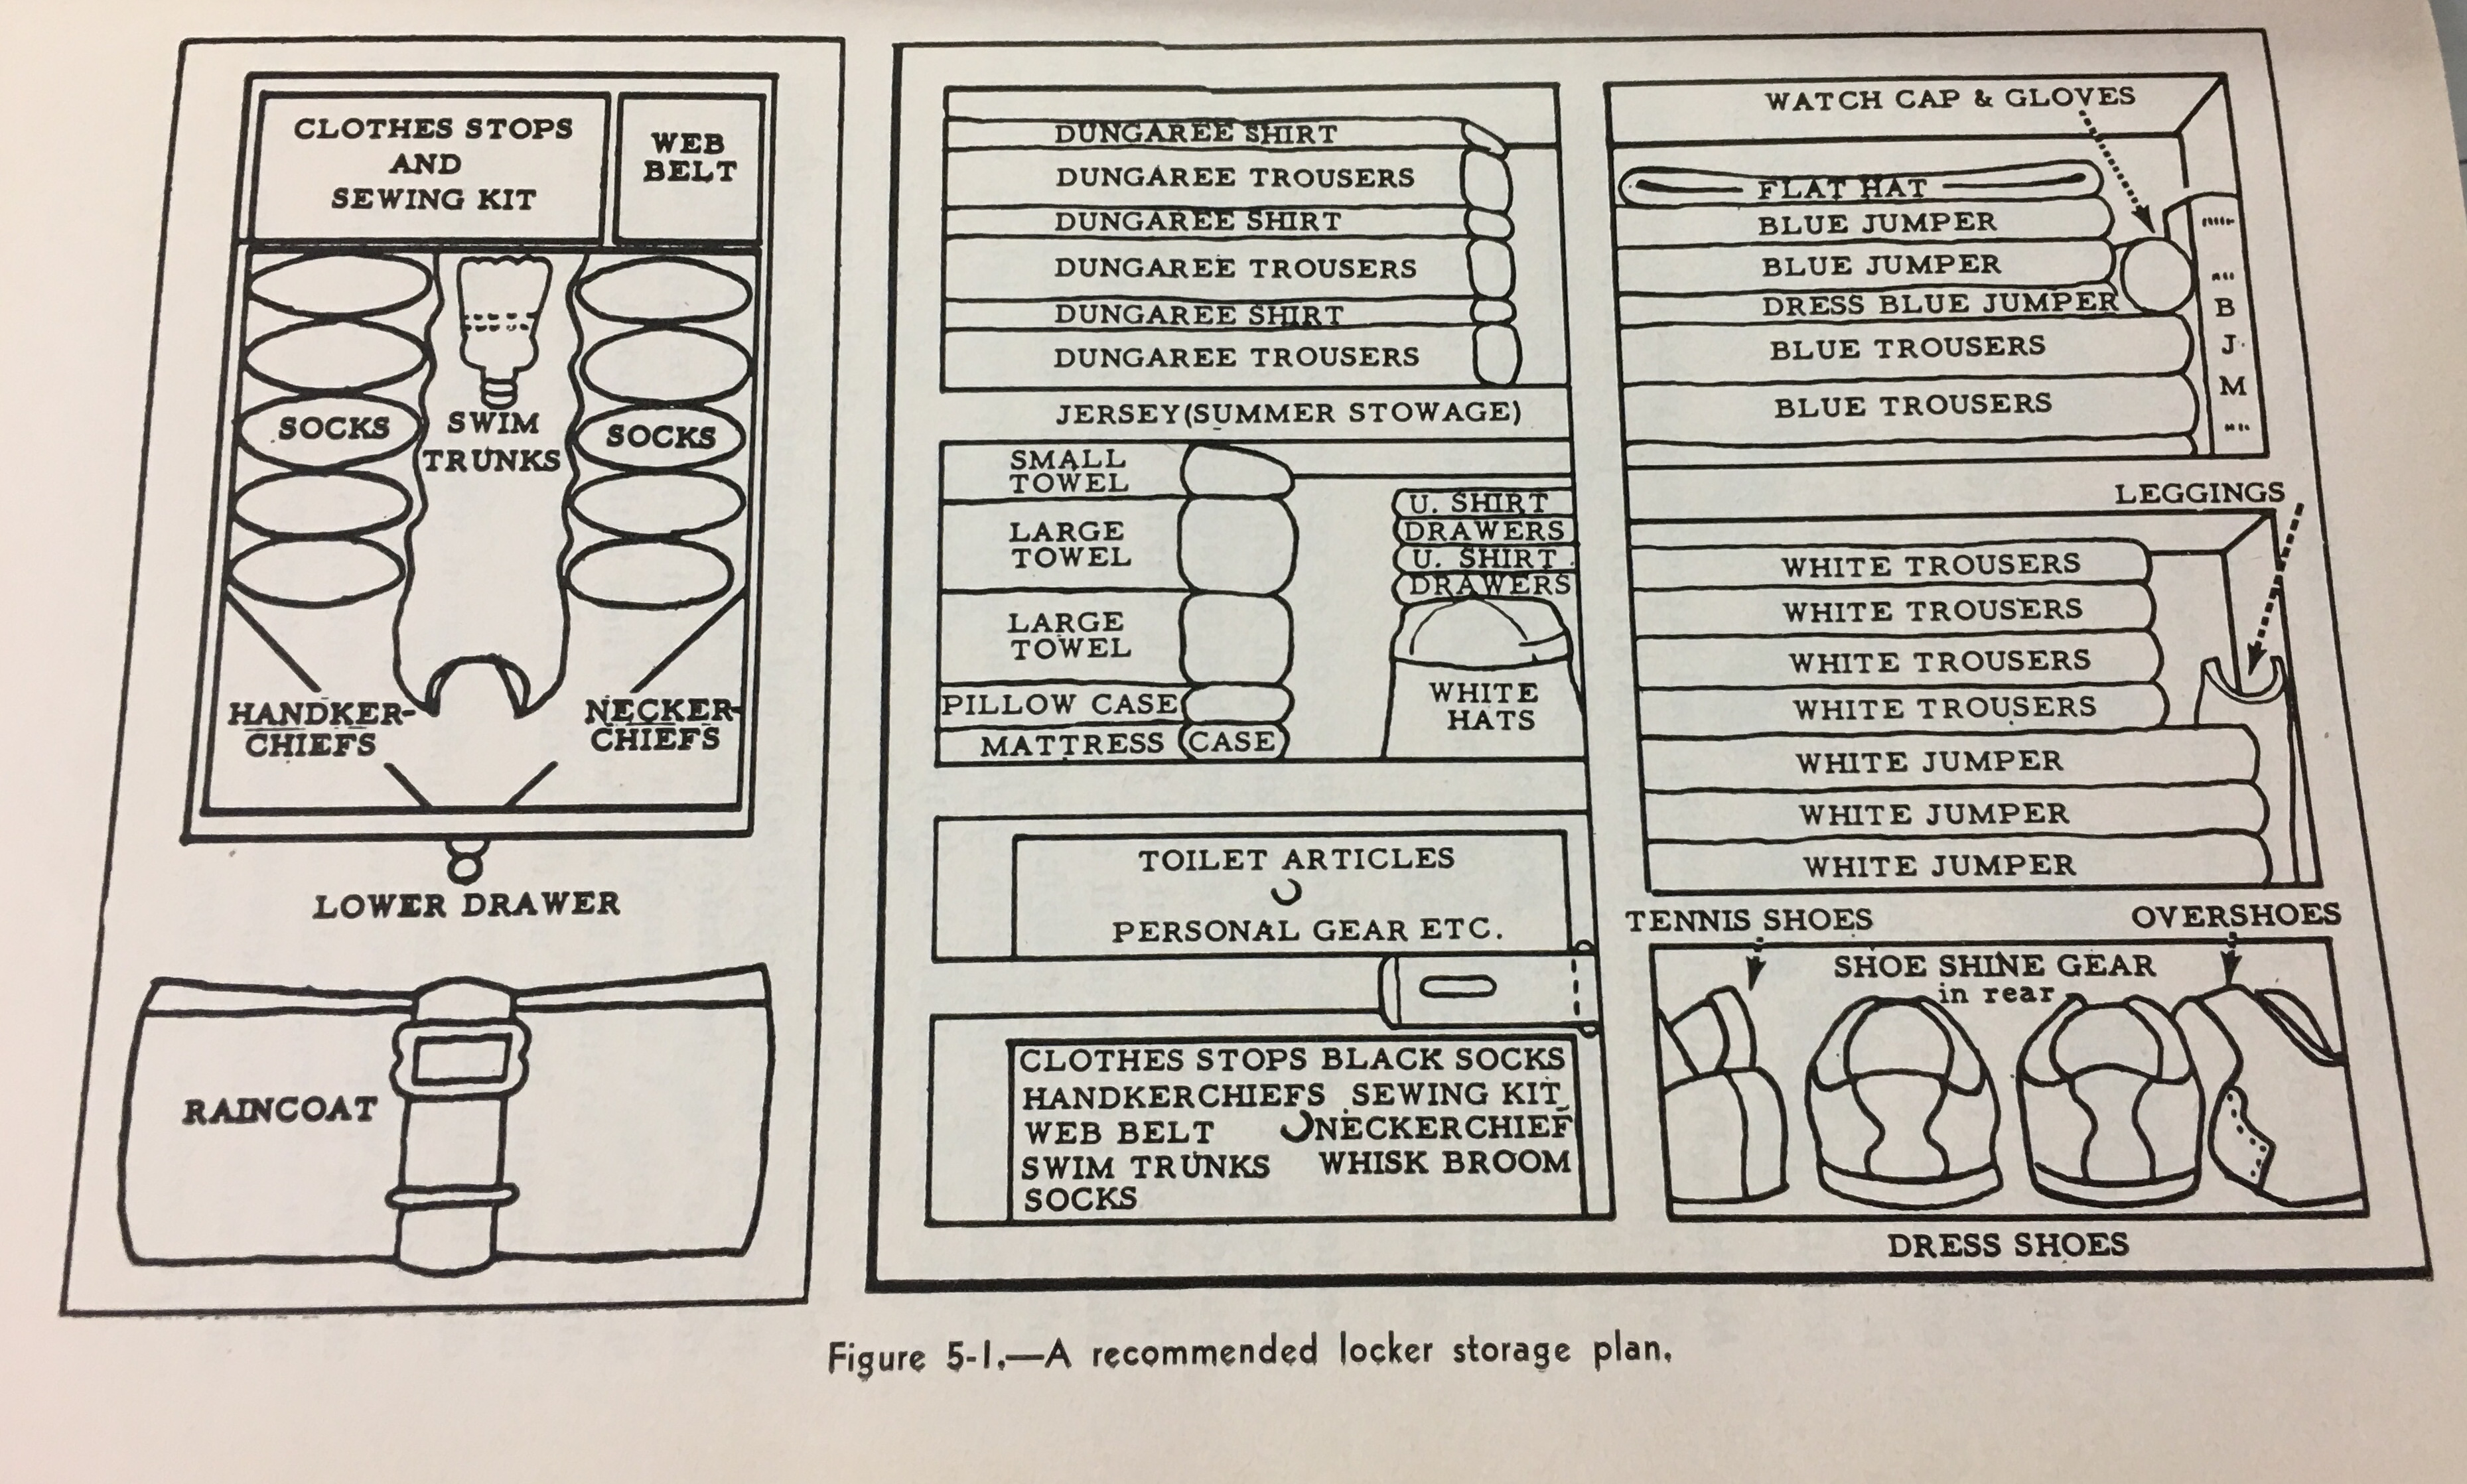 CLOTHES STOPS
AND
SEWING KIT
WEB
BELT
SOCKS
SWIM
TRUNKS
SOCKS
HANDKER-
CHIEFS
NECKER-
CHIEFS
LOWER DRAWER
RAINCOAT
DUNGAREE SHIRT
DUNGAREE TROUSERS
DUNGAREE SHIRT
DUNGAREE TROUSERS
DUNGAREE SHIRT
DUNGAREE TROUSERS
JERSEY (SUMMER STOWAGE)
SMALL
TOWEL
LARGE
TOWEL
LARGE
TOWEL
PILLOW CASE
MATTRESS CASE
U. SHIRT
DRAWERS
U. SHIRT
DRAWERS
WHITE
HATS
TOILET ARTICLES
PERSONAL GEAR ETC.
CLOTHES STOPS BLACK SOCKS
HANDKERCHIEFS SEWING KIT
WEB BELT NECKERCHIEF
SWIM TRUNKS WHISK BROOM
SOCKS
WATCH CAP & GLOVES
FLAT HAT
BLUE JUMPER
BLUE JUMPER
DRESS BLUE JUMPER
BLUE TROUSERS
BLUE TROUSERS
B
J
M
LEGGINGS
WHITE TROUSERS
WHITE TROUSERS
WHITE TROUSERS
WHITE TROUSERS
WHITE JUMPER
WHITE JUMPER
WHITE JUMPER
TENNIS SHOES
OVERSHOES
SHOE SHINE GEAR
in rear
DRESS SHOES
Figure 5-1.—A recommended locker storage plan.